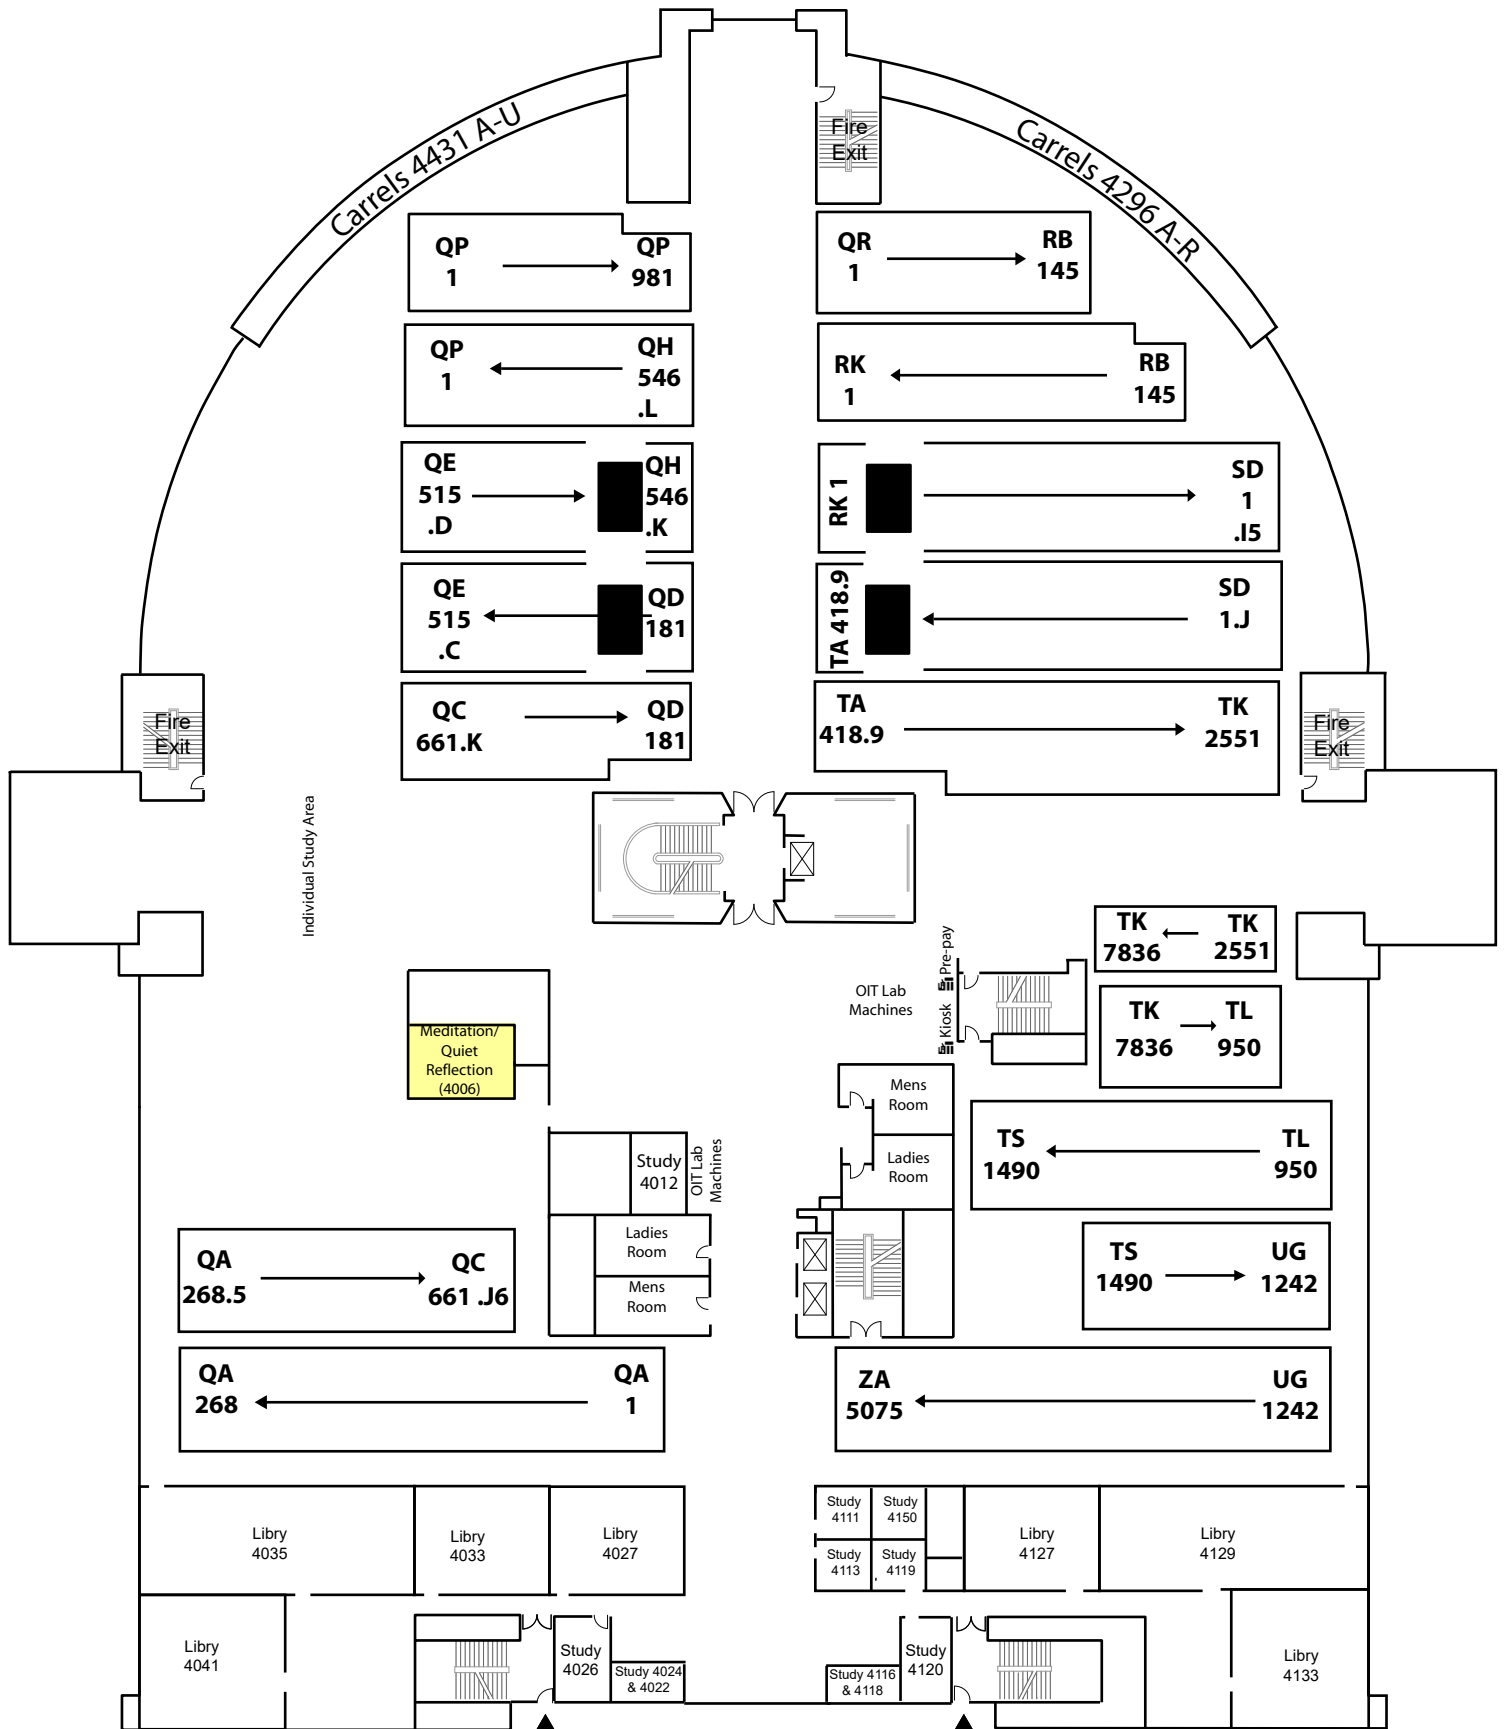 Carrels 4431 A-U
Fire
Exit
Carrels 4296 A-R
QP
1
QP
981
QR
1
RB
145
QP
1
QH
546
.L
RK
1
RB
145
QE
515
.D
QH
546
.K
RK 1
SD
1
.I5
QE
515
.C
QD
181
TA 418.9
SD
1.J
QC
661.K
QD
181
TA
418.9
TK
2551
Fire
Exit
Fire
Exit
Individual Study Area
TK
7836
TK
2551
OIT Lab
Machines
Kiosk
Pre-pay
TK
7836
TL
950
Meditation/
Quiet
Reflection
(4006)
Mens
Room
Ladies
Room
TS
1490
TL
950
Study
4012
OIT Lab
Machines
Ladies
Room
Mens
Room
QA
268.5
QC
661 .J6
TS
1490
UG
1242
QA
268
QA
1
ZA
5075
UG
1242
Libry
4035
Libry
4033
Libry
4027
Study
4111
Study
4150
Study
4113
Study
4119
Libry
4127
Libry
4129
Libry
4041
Study
4026
Study 4024
& 4022
Study 4116
& 4118
Study
4120
Libry
4133